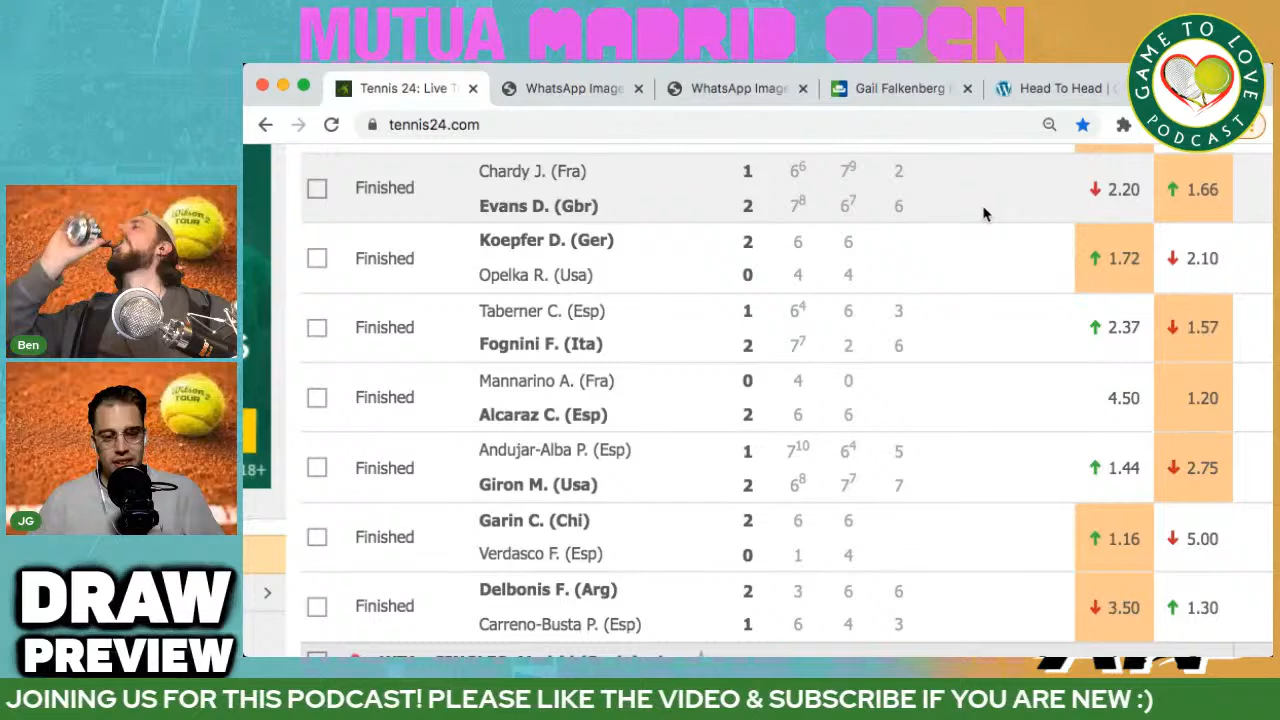 MUTUA MADRID OPEN
GAME TO LOVE
PODCAST
Tennis 24: Live T
WhatsApp Image
WhatsApp Image
Gail Falkenberg
Head To Head |
tennis24.com
Finished
Chardy J. (Fra) 1 6⁶ 7⁹ 2
Evans D. (Gbr) 2 7⁸ 6⁷ 6
2.20 1.66
Finished
Koepfer D. (Ger) 2 6 6
Opelka R. (Usa) 0 4 4
1.72 2.10
Finished
Taberner C. (Esp) 1 6⁴ 6 3
Fognini F. (Ita) 2 7⁷ 2 6
2.37 1.57
Finished
Mannarino A. (Fra) 0 4 0
Alcaraz C. (Esp) 2 6 6
4.50 1.20
Finished
Andujar-Alba P. (Esp) 1 7¹⁰ 6⁴ 5
Giron M. (Usa) 2 6⁸ 7⁷ 7
1.44 2.75
Finished
Garin C. (Chi) 2 6 6
Verdasco F. (Esp) 0 1 4
1.16 5.00
Finished
Delbonis F. (Arg) 2 3 6 6
Carreno-Busta P. (Esp) 1 6 4 3
3.50 1.30
18+
Wilson
TOUR
Ben
Wilson
TOUR
JG
DRAW
PREVIEW
JOINING US FOR THIS PODCAST! PLEASE LIKE THE VIDEO & SUBSCRIBE IF YOU ARE NEW :)